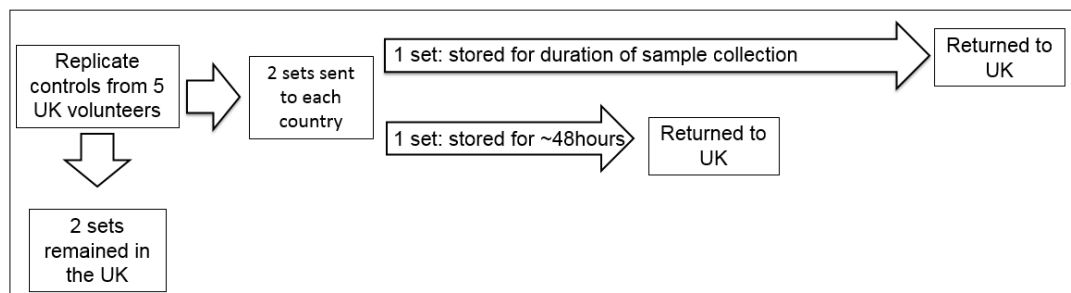 Replicate
controls from 5
UK volunteers
2 sets sent
to each
country
1 set: stored for duration of sample collection
Returned to
UK
1 set: stored for ~48hours
Returned to
UK
2 sets
remained in
the UK